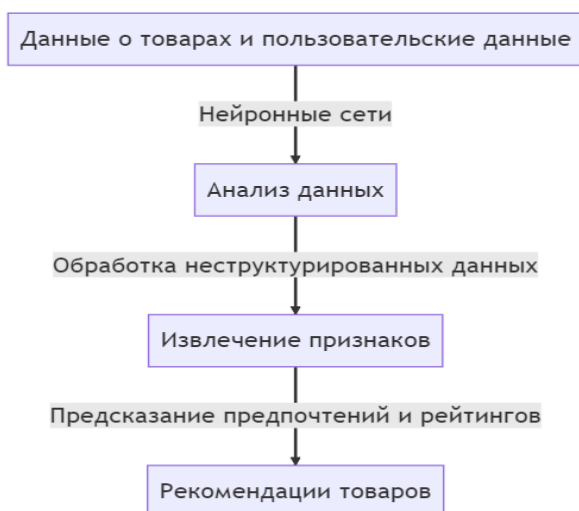 Данные о товарах и пользовательские данные
Нейронные сети
Анализ данных
Обработка неструктурированных данных
Извлечение признаков
Предсказание предпочтений и рейтингов
Рекомендации товаров